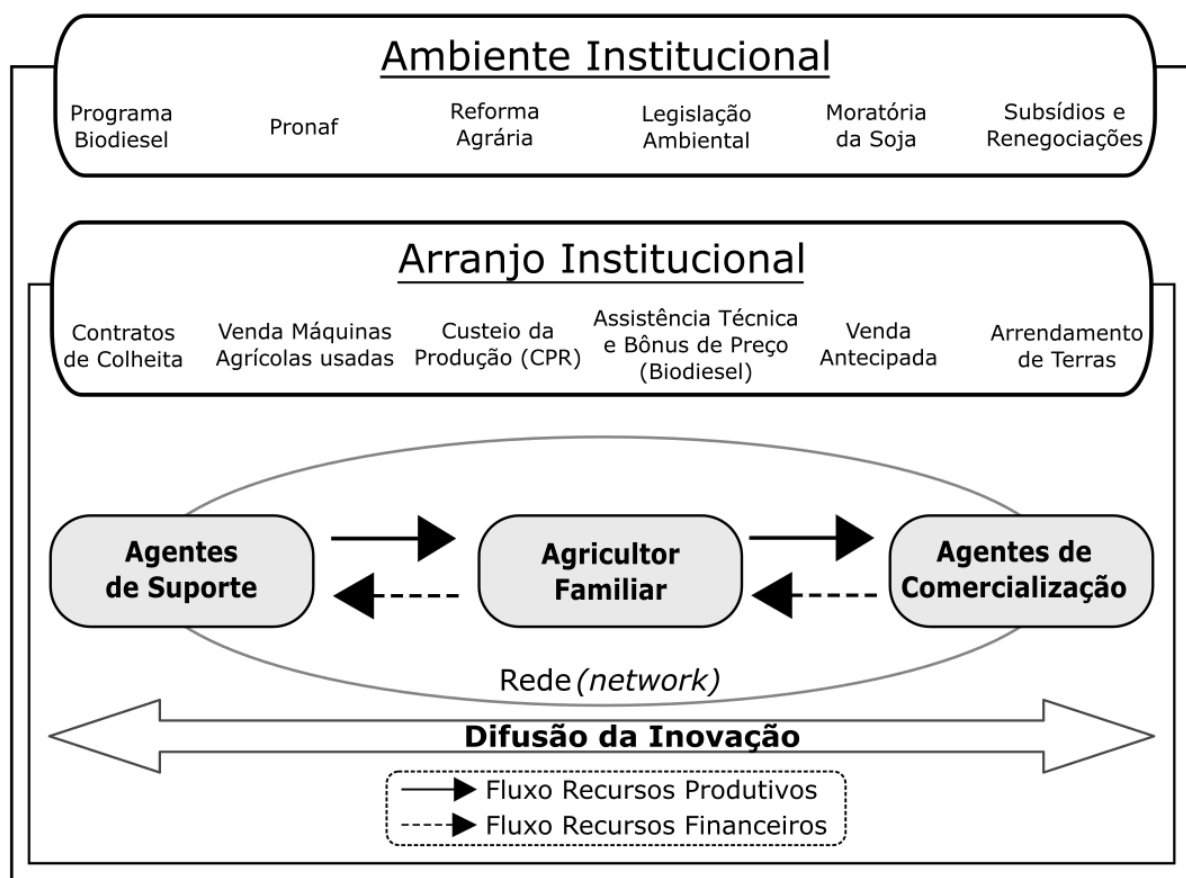 Ambiente Institucional
Programa
Biodiesel
Pronaf
Reforma
Agrária
Legislação
Ambiental
Moratória
da Soja
Subsídios e
Renegociações
Arranjo Institucional
Contratos
de Colheita
Venda Máquinas
Agrícolas usadas
Custeio da
Produção (CPR)
Assistência Técnica
e Bônus de Preço
(Biodiesel)
Venda
Antecipada
Arrendamento
de Terras
Agentes
de Suporte
Agricultor
Familiar
Agentes de
Comercialização
Rede (network)
Difusão da Inovação
Fluxo Recursos Produtivos
Fluxo Recursos Financeiros